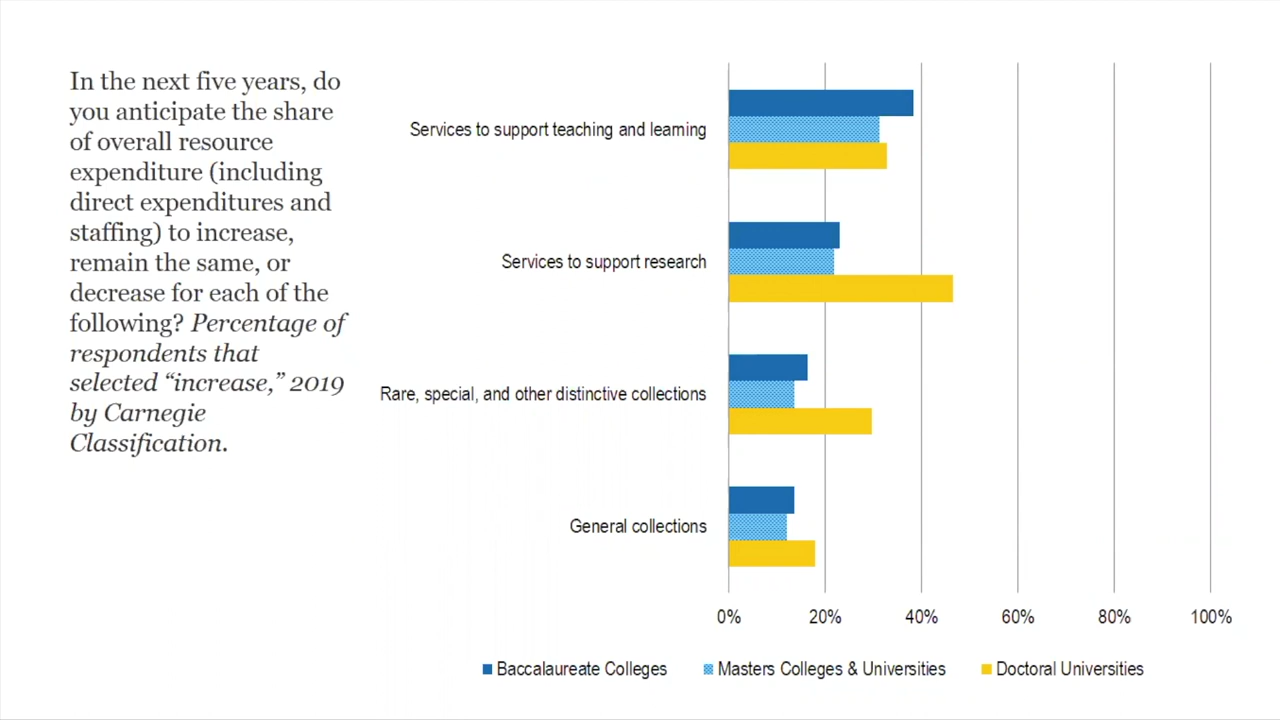 In the next five years, do
you anticipate the share
of overall resource
expenditure (including
direct expenditures and
staffing) to increase,
remain the same, or
decrease for each of the
following? Percentage of
respondents that
selected “increase,” 2019
by Carnegie
Classification.
Services to support teaching and learning
Services to support research
Rare, special, and other distinctive collections
General collections
0% 20% 40% 60% 80% 100%
Baccalaureate Colleges Masters Colleges & Universities Doctoral Universities